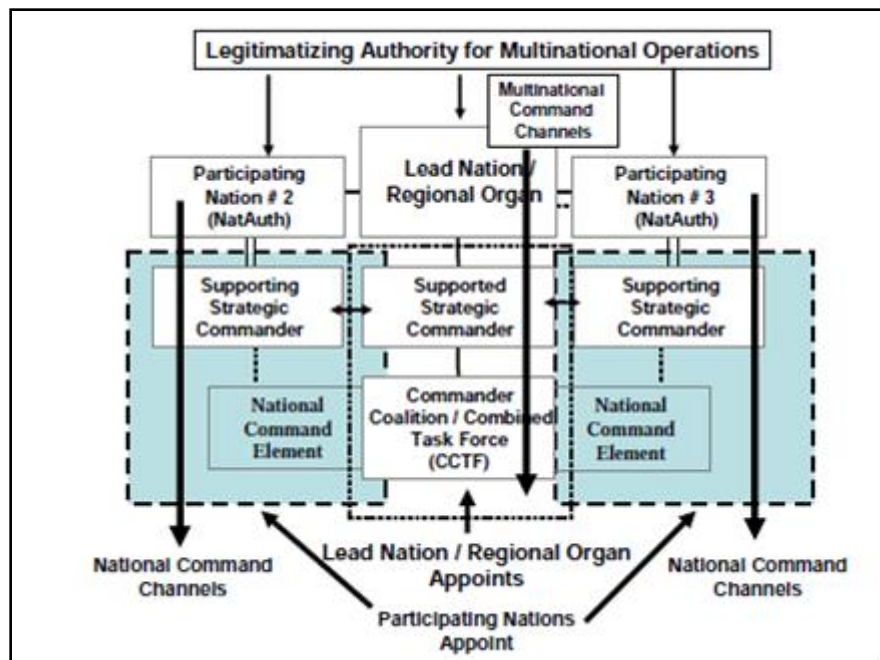 Legitimatizing Authority for Multinational Operations
Multinational
Command
Channels
Participating
Nation # 2
(NatAuth)
Lead Nation /
Regional Organ
Participating
Nation # 3
(NatAuth)
Supporting
Strategic
Commander
Supported
Strategic
Commander
Supporting
Strategic
Commander
National
Command
Element
Commander
Coalition / Combined
Task Force
(CCTF)
National
Command
Element
National Command
Channels
Lead Nation / Regional Organ
Appoints
National Command
Channels
Participating Nations
Appoint